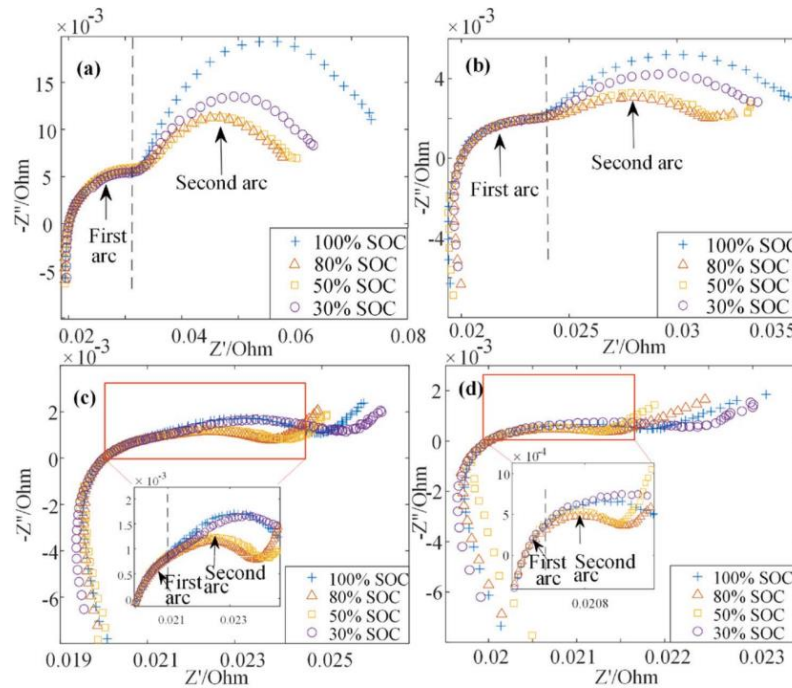 × 10⁻³
(a)
15
10
5
0
-5
-Z''/Ohm
First
arc
Second arc
100% SOC
80% SOC
50% SOC
30% SOC
0.02 0.04 0.06 0.08
Z'/Ohm
× 10⁻³
(b)
4
0
-4
-Z''/Ohm
First arc
Second arc
100% SOC
80% SOC
50% SOC
30% SOC
0.02 0.025 0.03 0.035
Z'/Ohm
× 10⁻³
(c)
4
2
0
-2
-4
-6
-Z''/Ohm
× 10⁻³
2
1.5
1
0.5
0
First
arc
Second
arc
0.021 0.023
100% SOC
80% SOC
50% SOC
30% SOC
0.019 0.021 0.023 0.025
Z'/Ohm
× 10⁻³
(d)
4
2
0
-2
-4
-6
-Z''/Ohm
× 10⁻⁴
5
0
First
arc
Second
arc
0.0208
100% SOC
80% SOC
50% SOC
30% SOC
0.02 0.021 0.022 0.023
Z'/Ohm